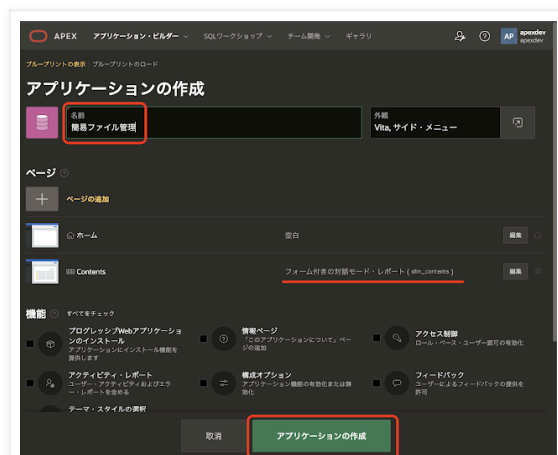 APEX アプリケーション・ビルダー SQLワークショップ チーム開発 ギャラリ AP apexdev
apexdev
ブループリントの表示 ブループリントのロード
アプリケーションの作成
名前
簡易ファイル管理
外観
Vita, サイド・メニュー
ページ
ページの追加
ホーム 空白 編集
Contents フォーム付きの対話モード・レポート ( sfm_contents ) 編集
機能 すべてをチェック
プログレッシブWebアプリケーショ
ンのインストール
アプリケーションにインストール機能を
提供します
情報ページ
「このアプリケーションについて」ペー
ジの追加
アクセス制御
ロール・ベース・ユーザー認可の有効化
アクティビティ・レポート
ユーザー・アクティビティおよびエラ
ー・レポートを含める
構成オプション
アプリケーション機能の有効化または無
効化
フィードバック
ユーザーによるフィードバックの提供を
許可
テーマ・スタイルの選択
取消 アプリケーションの作成